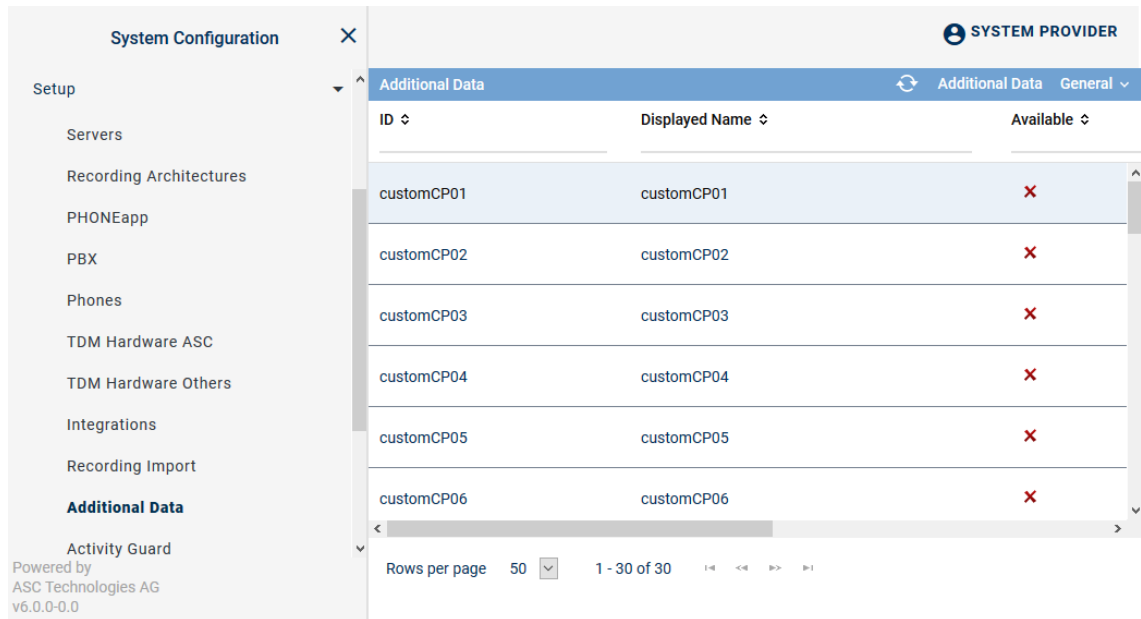 System Configuration
SYSTEM PROVIDER
Setup
Servers
Recording Architectures
PHONEapp
PBX
Phones
TDM Hardware ASC
TDM Hardware Others
Integrations
Recording Import
Additional Data
Activity Guard
Powered by
ASC Technologies AG
v6.0.0-0.0
Additional Data Additional Data General
ID Displayed Name Available
customCP01 customCP01
customCP02 customCP02
customCP03 customCP03
customCP04 customCP04
customCP05 customCP05
customCP06 customCP06
Rows per page 50 1 - 30 of 30